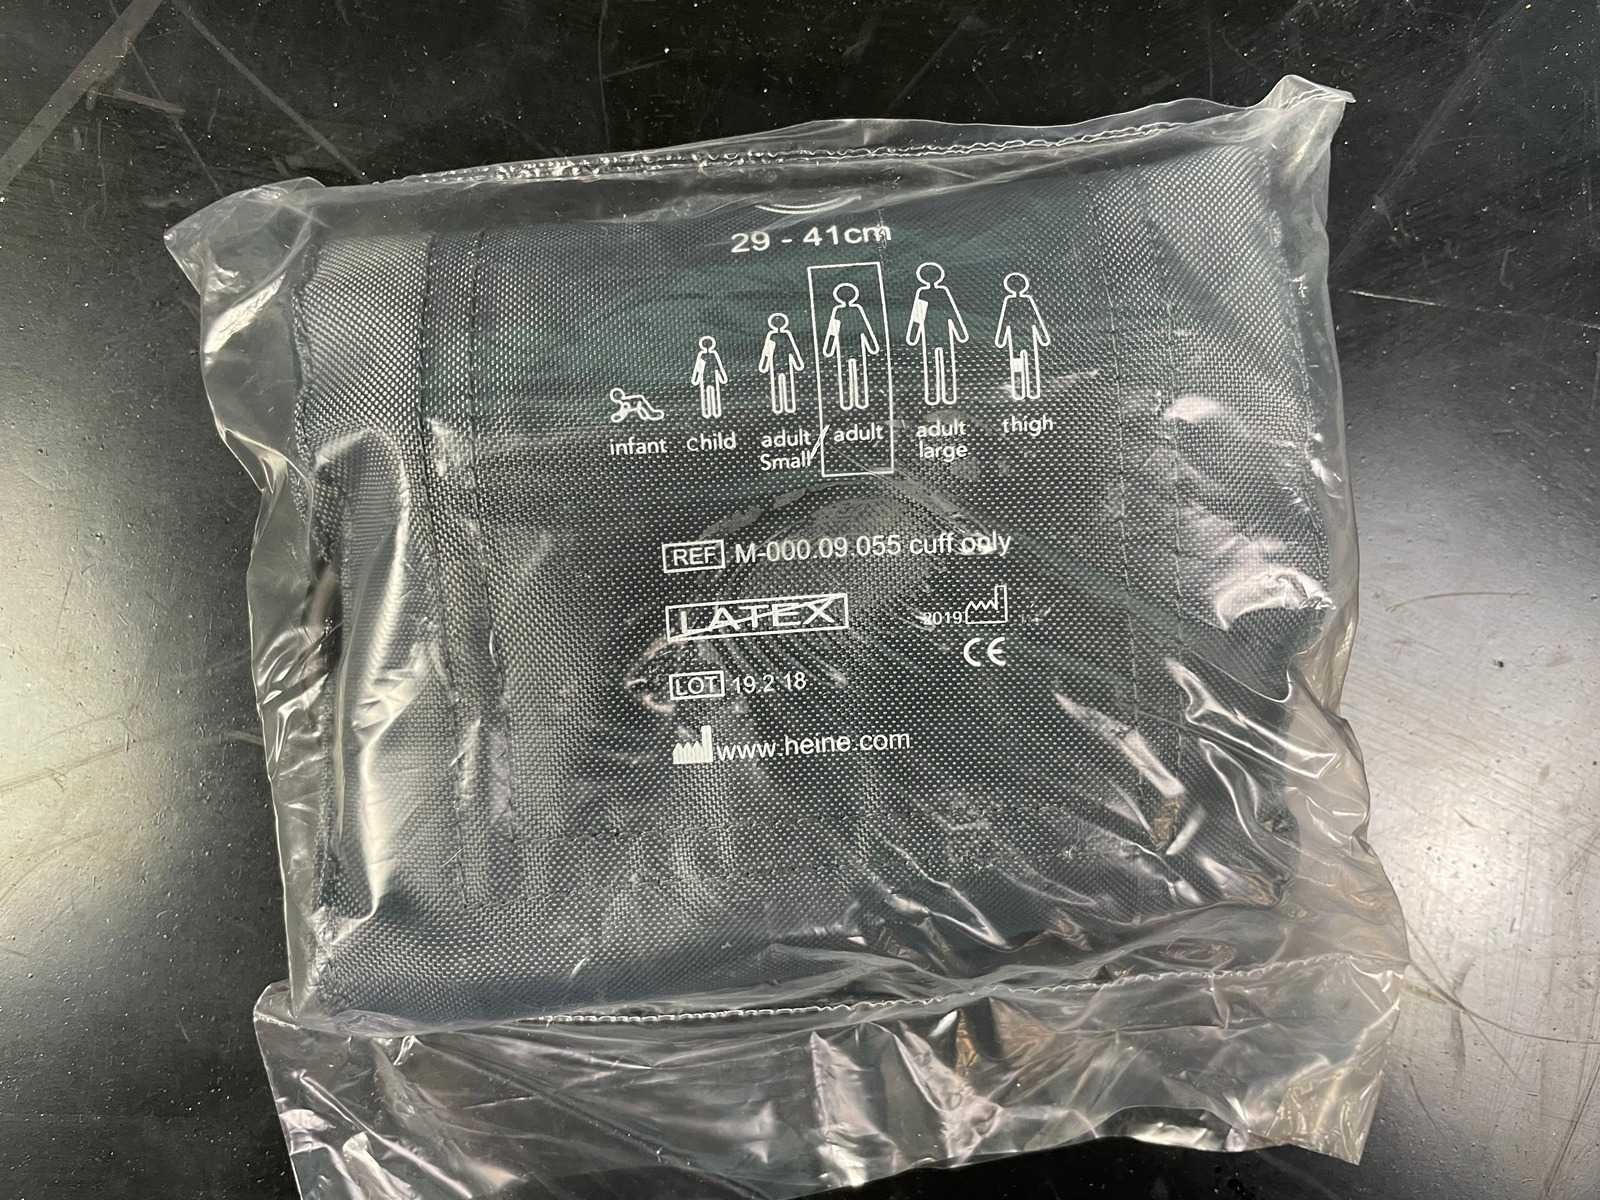 29 - 41cm
infant child adult Small adult adult large thigh
REF M-000.09.055 cuff only
LATEX 2019
CE
LOT 19.2.18
www.heine.com